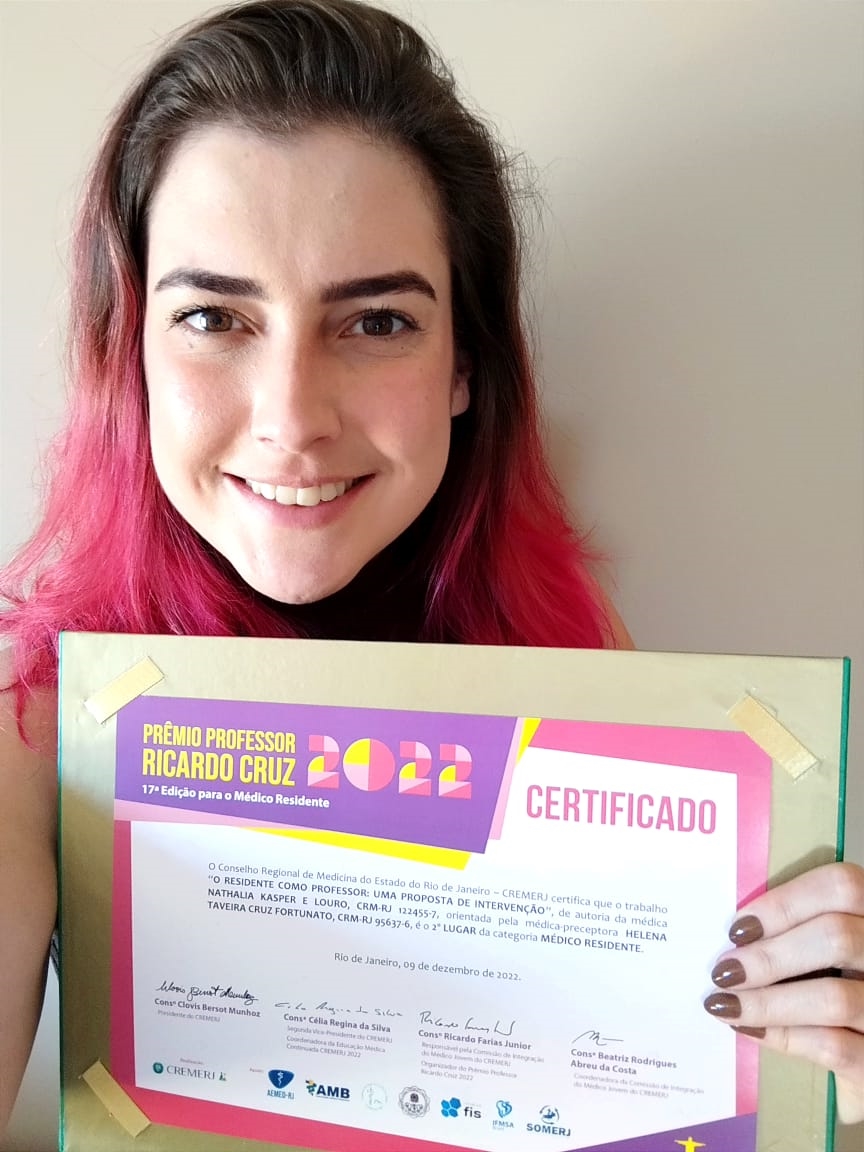 PRÊMIO PROFESSOR
RICARDO CRUZ 2022
17ª Edição para o Médico Residente
CERTIFICADO
O Conselho Regional de Medicina do Estado do Rio de Janeiro – CREMERJ certifica que o trabalho
"O RESIDENTE COMO PROFESSOR: UMA PROPOSTA DE INTERVENÇÃO", de autoria da médica
NATHALIA KASPER E LOURO, CRM-RJ 122455-7, orientada pela médica-preceptora HELENA
TAVEIRA CRUZ FORTUNATO, CRM-RJ 95637-6, é o 2º LUGAR da categoria MÉDICO RESIDENTE.
Rio de Janeiro, 09 de dezembro de 2022.
Consº Clovis Bersot Munhoz
Presidente do CREMERJ
Célia Regina da Silva
Consª Célia Regina da Silva
Segunda Vice-Presidente do CREMERJ
Coordenadora da Educação Médica
Continuada CREMERJ 2022
Consº Ricardo Farias Junior
Responsável pela Comissão de Integração
do Médico Jovem do CREMERJ
Organizador do Prêmio Professor
Ricardo Cruz 2022
Consª Beatriz Rodrigues
Abreu da Costa
Coordenadora da Comissão de Integração
do Médico Jovem do CREMERJ
Realização:
CREMERJ
Apoio:
AEMED-RJ
AMB
fis
IFMSA
Brazil
SOMERJ